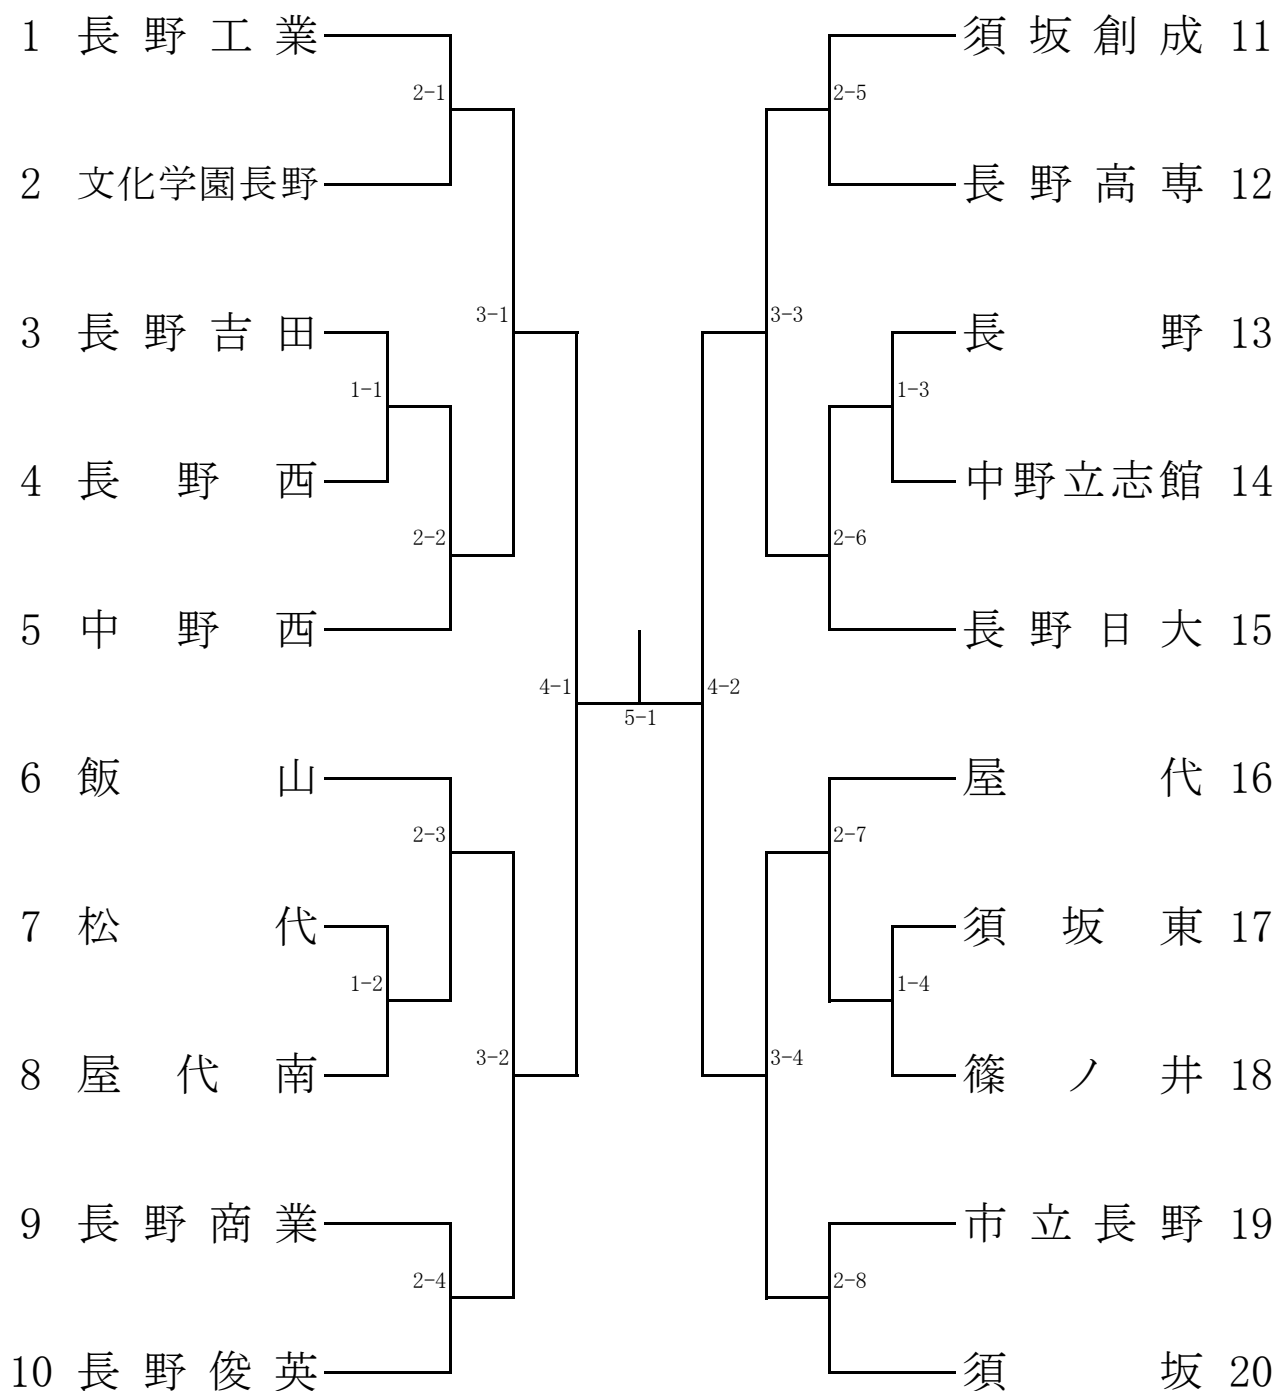 1 長野工業 須坂創成 11
2-1 2-5
2 文化学園長野 長野高専 12
3-1 3-3
3 長野吉田 長野 13
1-1 1-3
4 長野西 中野立志館 14
2-2 2-6
5 中野西 長野日大 15
4-1 4-2
5-1
6 飯山 屋代 16
2-3 2-7
7 松代 須坂東 17
1-2 1-4
3-2 3-4
8 屋代南 篠ノ井 18
9 長野商業 市立長野 19
2-4 2-8
10 長野俊英 須坂 20